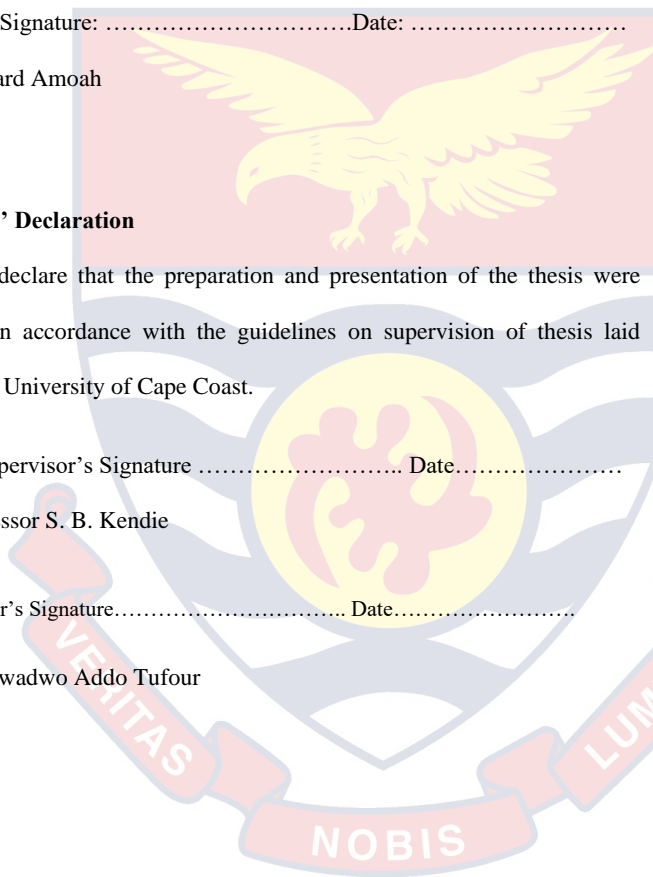 Signature: ……………………….Date: ………………………
ard Amoah
’ Declaration
declare that the preparation and presentation of the thesis were
n accordance with the guidelines on supervision of thesis laid
University of Cape Coast.
pervisor’s Signature …………………….. Date…………………
ssor S. B. Kendie
r’s Signature………………………….. Date…………………….
wadwo Addo Tufour
VERITAS
NOBIS
LUM